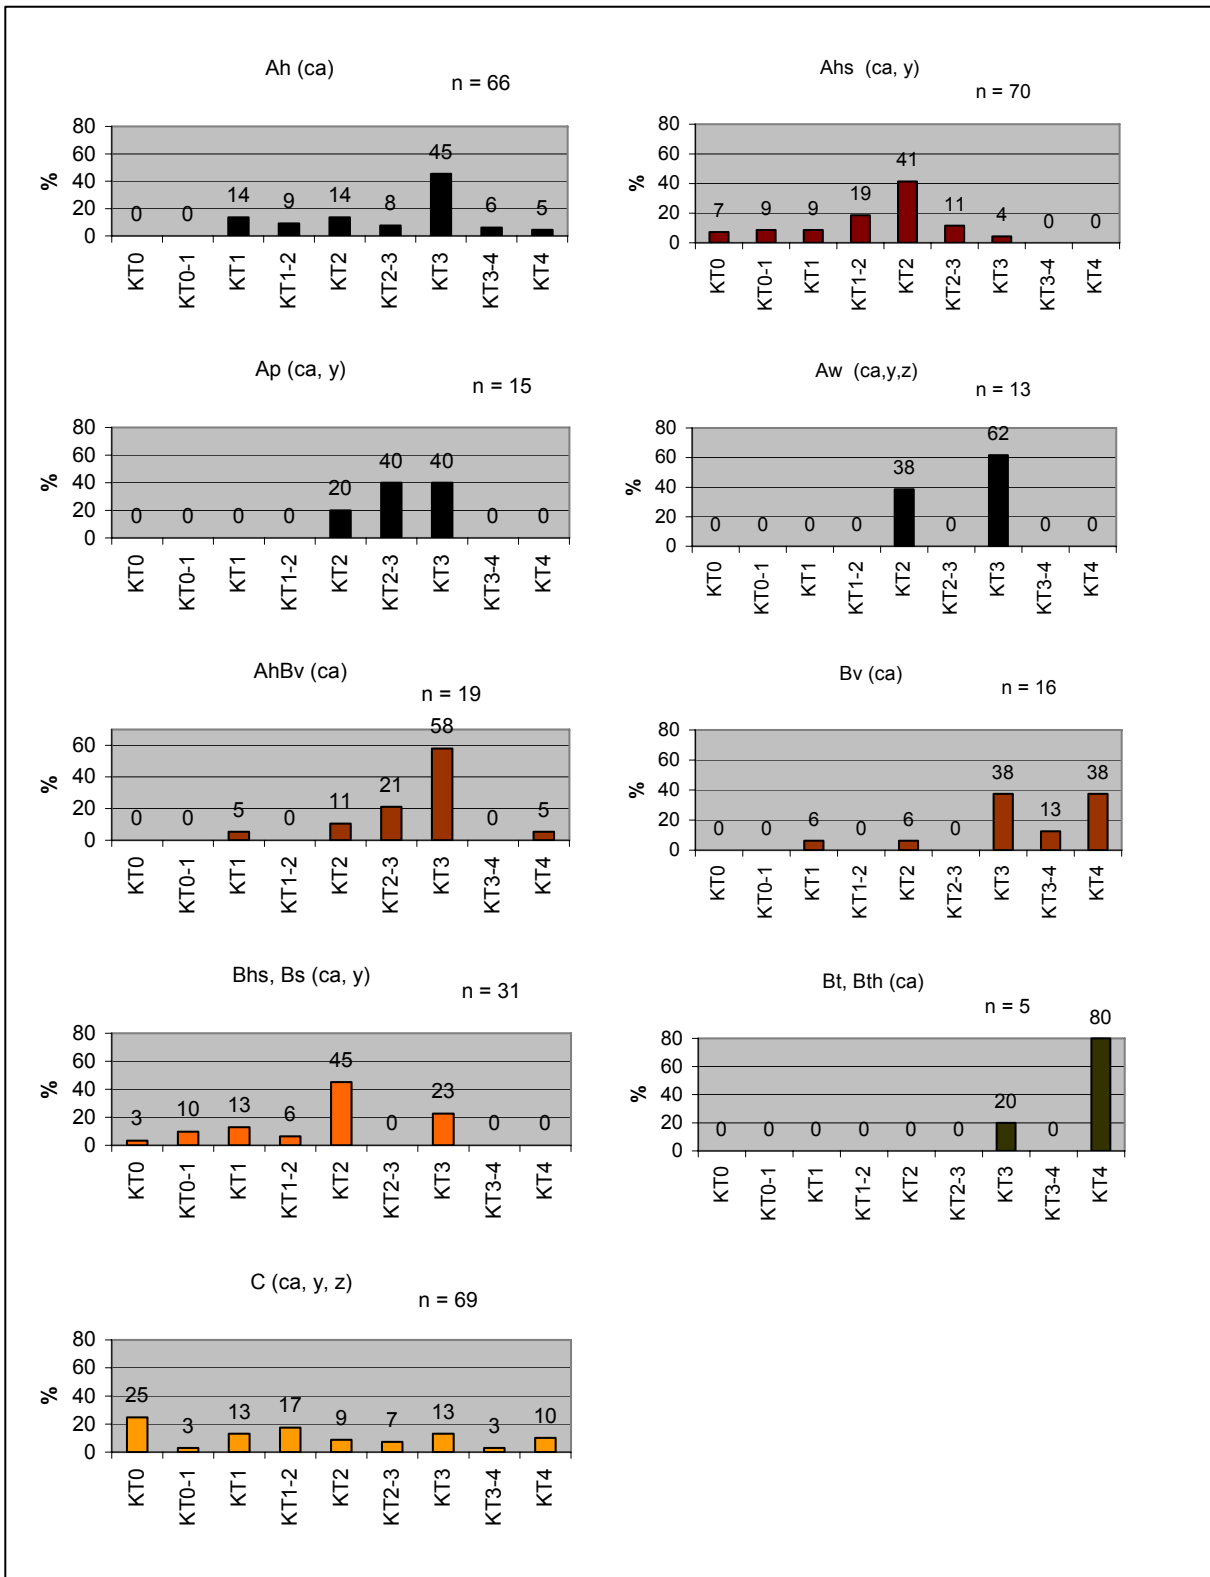 Ah (ca)
n = 66
80
60
40
20
0
%
0 0 14 9 14 8 45 6 5
KT0 KT0-1 KT1 KT1-2 KT2 KT2-3 KT3 KT3-4 KT4
Ahs (ca, y)
n = 70
80
60
40
20
0
%
7 9 9 19 41 11 4 0 0
KT0 KT0-1 KT1 KT1-2 KT2 KT2-3 KT3 KT3-4 KT4
Ap (ca, y)
n = 15
80
60
40
20
0
%
0 0 0 0 20 40 40 0 0
KT0 KT0-1 KT1 KT1-2 KT2 KT2-3 KT3 KT3-4 KT4
Aw (ca,y,z)
n = 13
80
60
40
20
0
%
0 0 0 0 38 0 62 0 0
KT0 KT0-1 KT1 KT1-2 KT2 KT2-3 KT3 KT3-4 KT4
AhBv (ca)
n = 19
60
40
20
0
%
0 0 5 0 11 21 58 0 5
KT0 KT0-1 KT1 KT1-2 KT2 KT2-3 KT3 KT3-4 KT4
Bv (ca)
n = 16
80
60
40
20
0
%
0 0 6 0 6 0 38 13 38
KT0 KT0-1 KT1 KT1-2 KT2 KT2-3 KT3 KT3-4 KT4
Bhs, Bs (ca, y)
n = 31
80
60
40
20
0
%
3 10 13 6 45 0 23 0 0
KT0 KT0-1 KT1 KT1-2 KT2 KT2-3 KT3 KT3-4 KT4
Bt, Bth (ca)
n = 5
80
60
40
20
0
%
0 0 0 0 0 0 20 0 80
KT0 KT0-1 KT1 KT1-2 KT2 KT2-3 KT3 KT3-4 KT4
C (ca, y, z)
n = 69
80
60
40
20
0
%
25 3 13 17 9 7 13 3 10
KT0 KT0-1 KT1 KT1-2 KT2 KT2-3 KT3 KT3-4 KT4